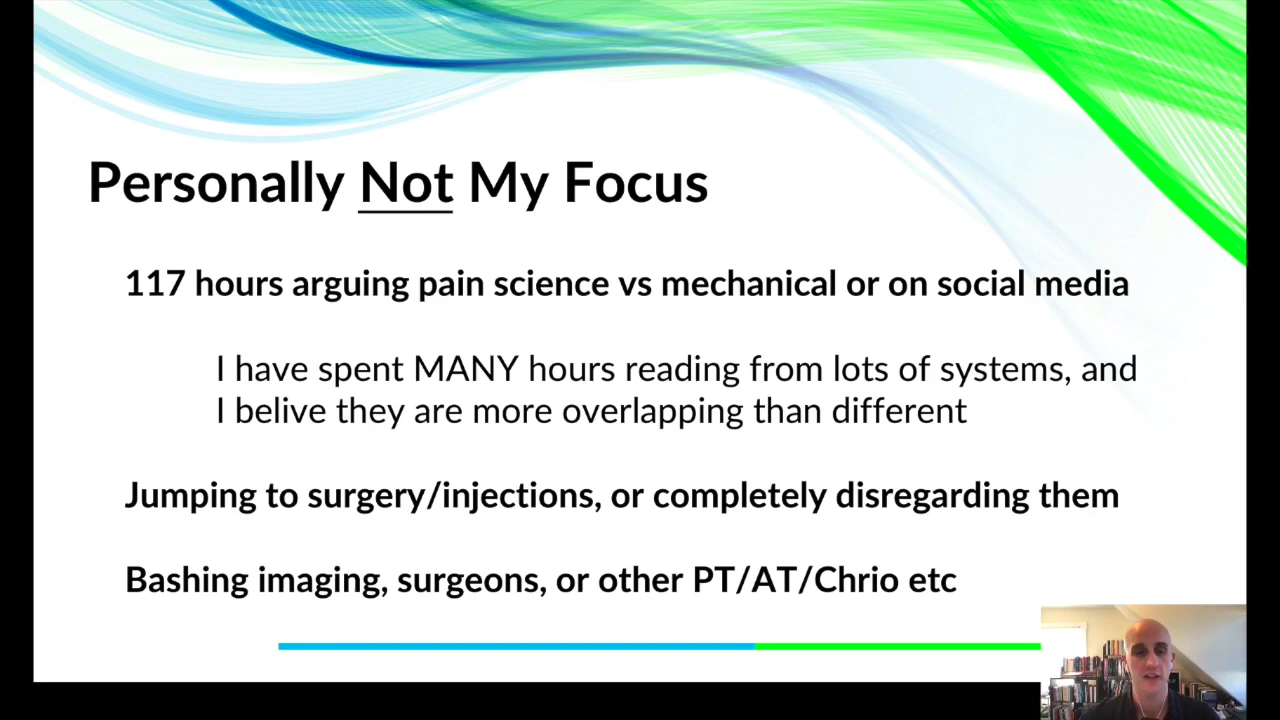 Personally Not My Focus
117 hours arguing pain science vs mechanical or on social media
I have spent MANY hours reading from lots of systems, and
I belive they are more overlapping than different
Jumping to surgery/injections, or completely disregarding them
Bashing imaging, surgeons, or other PT/AT/Chrio etc